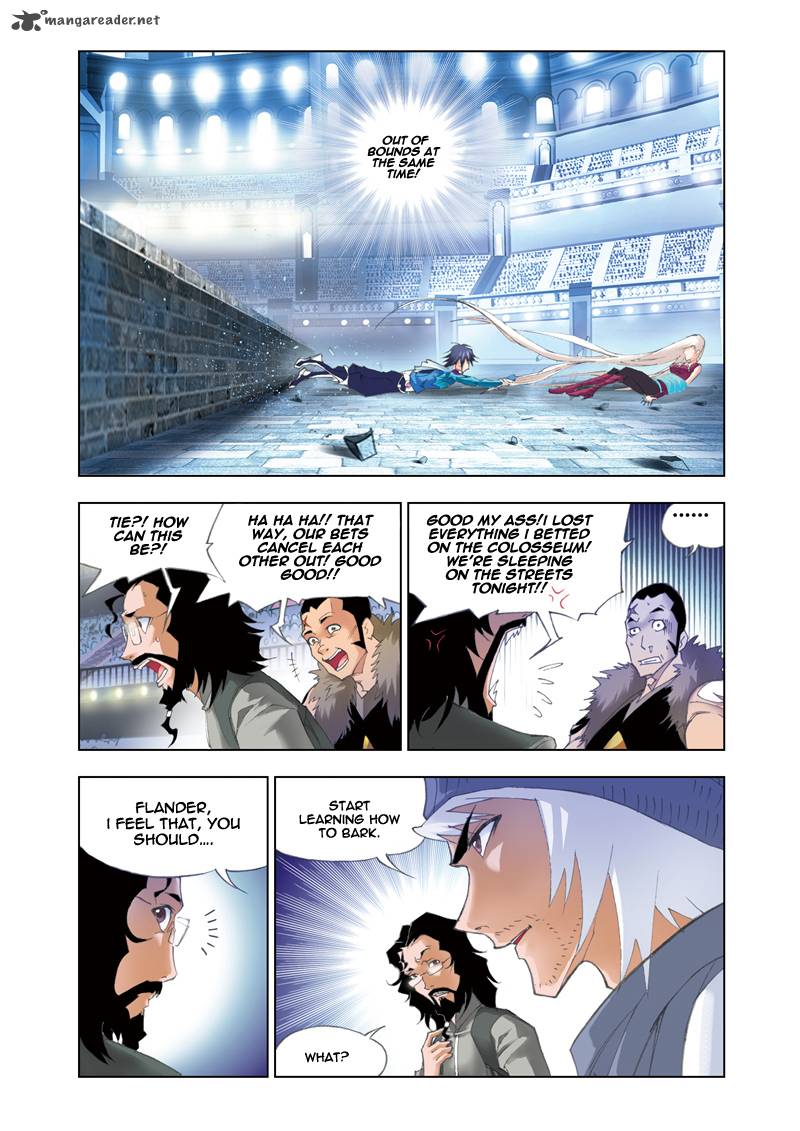 mangareader.net
OUT OF
BOUNDS AT
THE SAME
TIME!
TIE?! HOW
CAN THIS
BE?!
HA HA HA!! THAT
WAY, OUR BETS
CANCEL EACH
OTHER OUT! GOOD
GOOD!!
GOOD MY ASS!I LOST
EVERYTHING I BETTED
ON THE COLOSSEUM!
WE'RE SLEEPING
ON THE STREETS
TONIGHT!!
......
FLANDER,
I FEEL THAT, YOU
SHOULD....
START
LEARNING HOW
TO BARK.
WHAT?